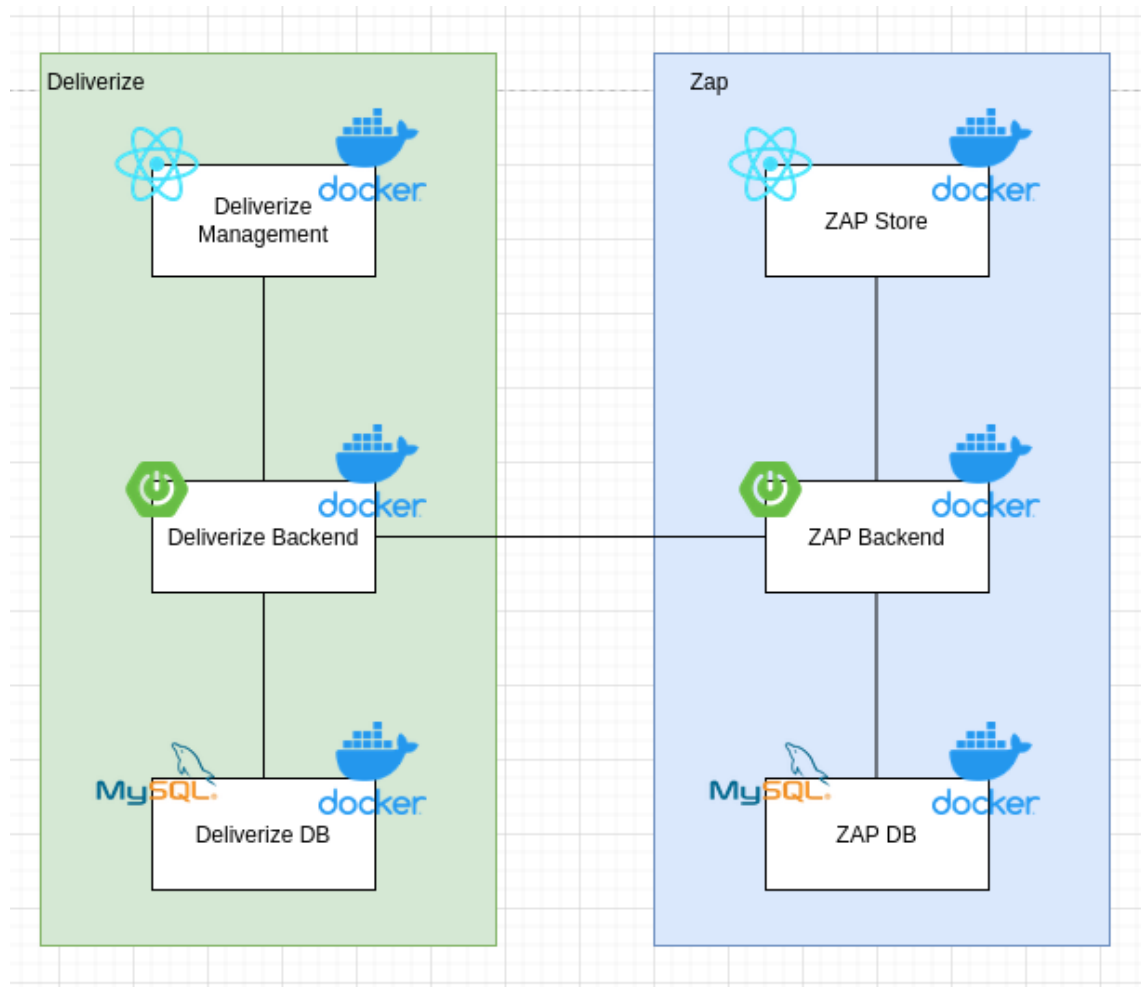 Deliverize
Zap
docker
docker
Deliverize
Management
ZAP Store
docker
docker
Deliverize Backend
ZAP Backend
MySQL
docker
MySQL
docker
Deliverize DB
ZAP DB